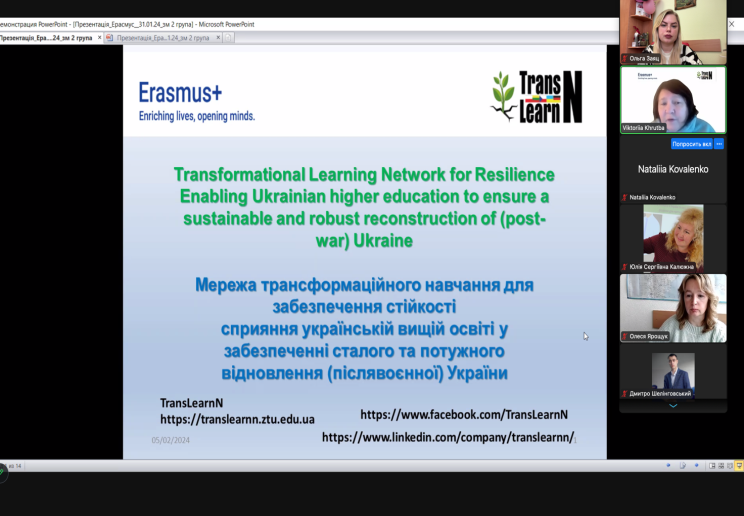 емонстрация PowerPoint - [Презентація_Ерасмус_31.01.24_зм 2 група] - Microsoft PowerPoint
Презентація_Ера....24_зм 2 група
Презентація_Ера...1.24_зм 2 група
Erasmus+
Enriching lives, opening minds.
Trans
Learn N
Transformational Learning Network for Resilience
Enabling Ukrainian higher education to ensure a
sustainable and robust reconstruction of (post-
war) Ukraine
Мережа трансформаційного навчання для
забезпечення стійкості
сприяння українській вищій освіті у
забезпеченні сталого та потужного
відновлення (післявоєнної) України
TransLearnN
https://translearnn.ztu.edu.ua
https://www.facebook.com/TransLearnN
https://www.linkedin.com/company/translearnn/
05/02/2024
1
из 14
Ольга Заяц
Erasmus+
Viktoriia Khrutba
Попросить вкл
Nataliia Kovalenko
Nataliia Kovalenko
Юлія Сергіївна Калюжна
Олеся Ярощук
Дмитро Шелінговський